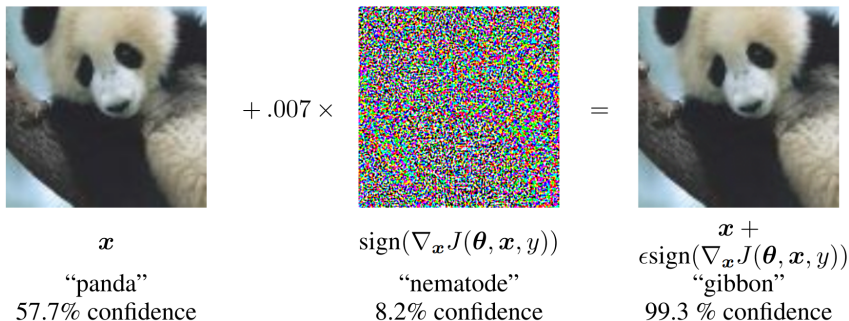 + .007 ×
=
x
sign(∇ₓJ(θ, x, y))
x +
ϵsign(∇ₓJ(θ, x, y))
“panda”
“nematode”
“gibbon”
57.7% confidence
8.2% confidence
99.3 % confidence